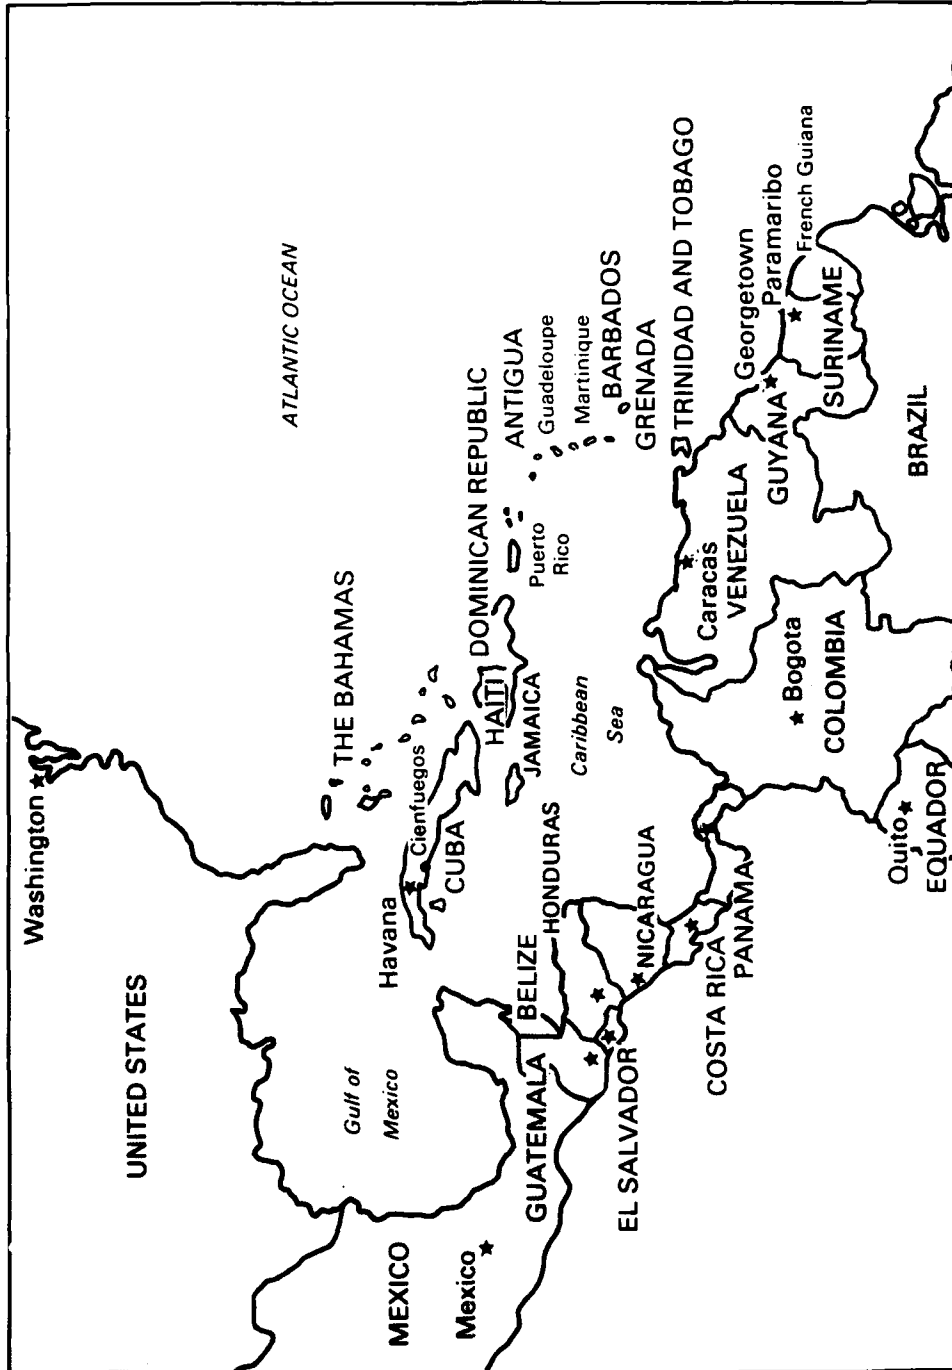 Washington
UNITED STATES
ATLANTIC OCEAN
THE BAHAMAS
Gulf of
Mexico
Havana
Cienfuegos
CUBA
MEXICO
Mexico
HAITI
DOMINICAN REPUBLIC
JAMAICA
Puerto
Rico
ANTIGUA
Guadeloupe
Martinique
BARBADOS
GRENADA
TRINIDAD AND TOBAGO
Caribbean
Sea
BELIZE
HONDURAS
GUATEMALA
EL SALVADOR
NICARAGUA
COSTA RICA
PANAMA
Caracas
VENEZUELA
Georgetown
GUYANA
Paramaribo
French Guiana
SURINAME
Bogota
COLOMBIA
BRAZIL
Quito
EQUADOR